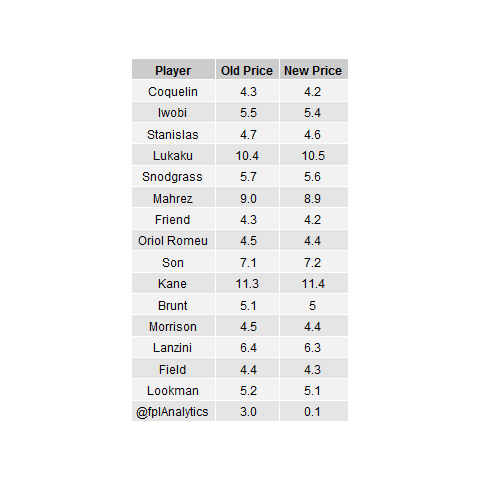 Player Old Price New Price
Coquelin 4.3 4.2
Iwobi 5.5 5.4
Stanislas 4.7 4.6
Lukaku 10.4 10.5
Snodgrass 5.7 5.6
Mahrez 9.0 8.9
Friend 4.3 4.2
Oriol Romeu 4.5 4.4
Son 7.1 7.2
Kane 11.3 11.4
Brunt 5.1 5
Morrison 4.5 4.4
Lanzini 6.4 6.3
Field 4.4 4.3
Lookman 5.2 5.1
@fplAnalytics 3.0 0.1